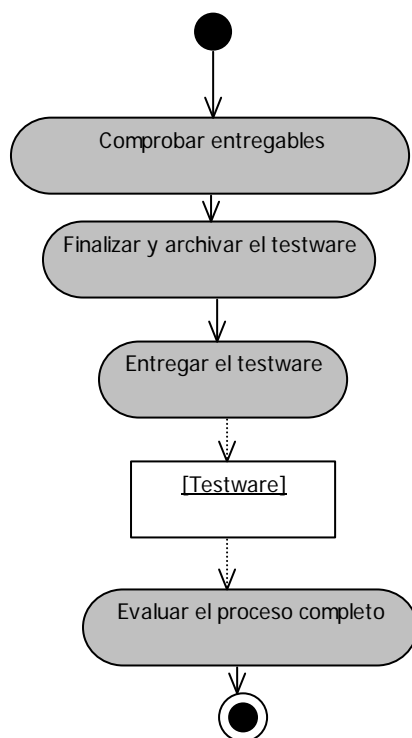 Comprobar entregables
Finalizar y archivar el testware
Entregar el testware
[Testware]
Evaluar el proceso completo